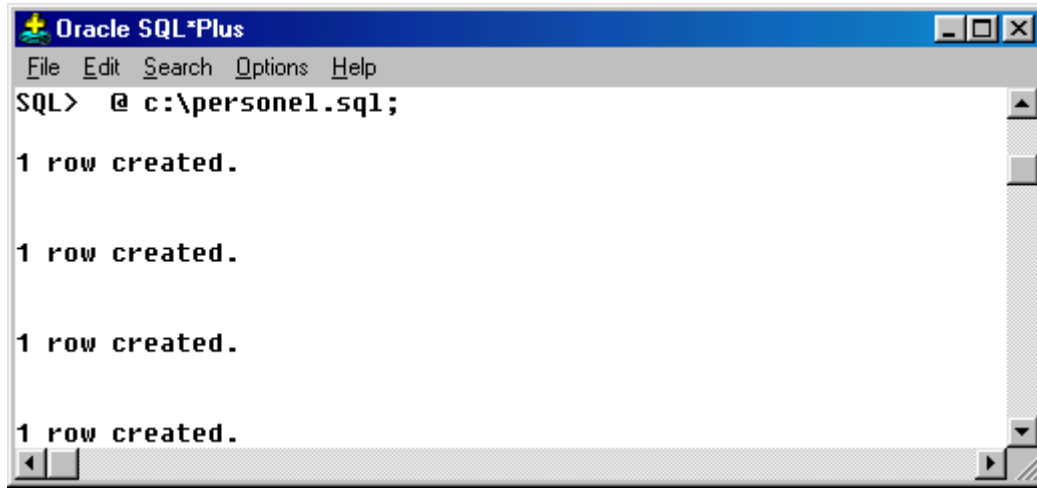 Oracle SQL*Plus
File Edit Search Options Help
SQL> @ c:\personel.sql;
1 row created.
1 row created.
1 row created.
1 row created.